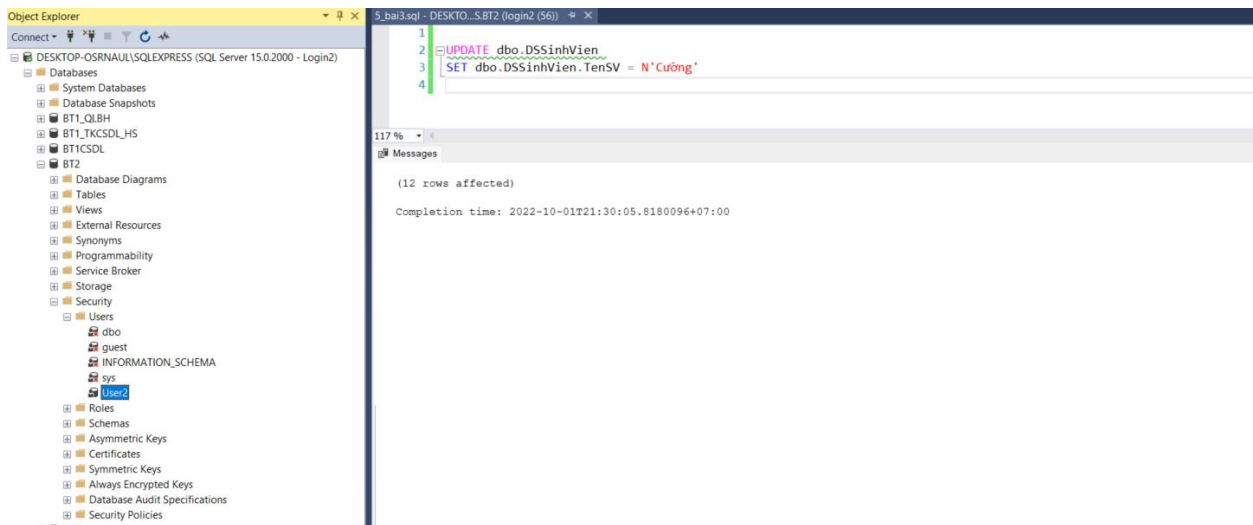 Object Explorer
Connect
DESKTOP-OSRNAUL\SQLEXPRESS (SQL Server 15.0.2000 - Login2)
Databases
System Databases
Database Snapshots
BT1_QLBH
BT1_TKCSDL_HS
BT1CSDL
BT2
Database Diagrams
Tables
Views
External Resources
Synonyms
Programmability
Service Broker
Storage
Security
Users
dbo
guest
INFORMATION_SCHEMA
sys
User2
Roles
Schemas
Asymmetric Keys
Certificates
Symmetric Keys
Always Encrypted Keys
Database Audit Specifications
Security Policies
5_bai3.sql - DESKTO...S.BT2 (login2 (56))
1
2 UPDATE dbo.DSSinhVien
3 SET dbo.DSSinhVien.TenSV = N'Cường'
4
117 %
Messages
(12 rows affected)
Completion time: 2022-10-01T21:30:05.8180096+07:00